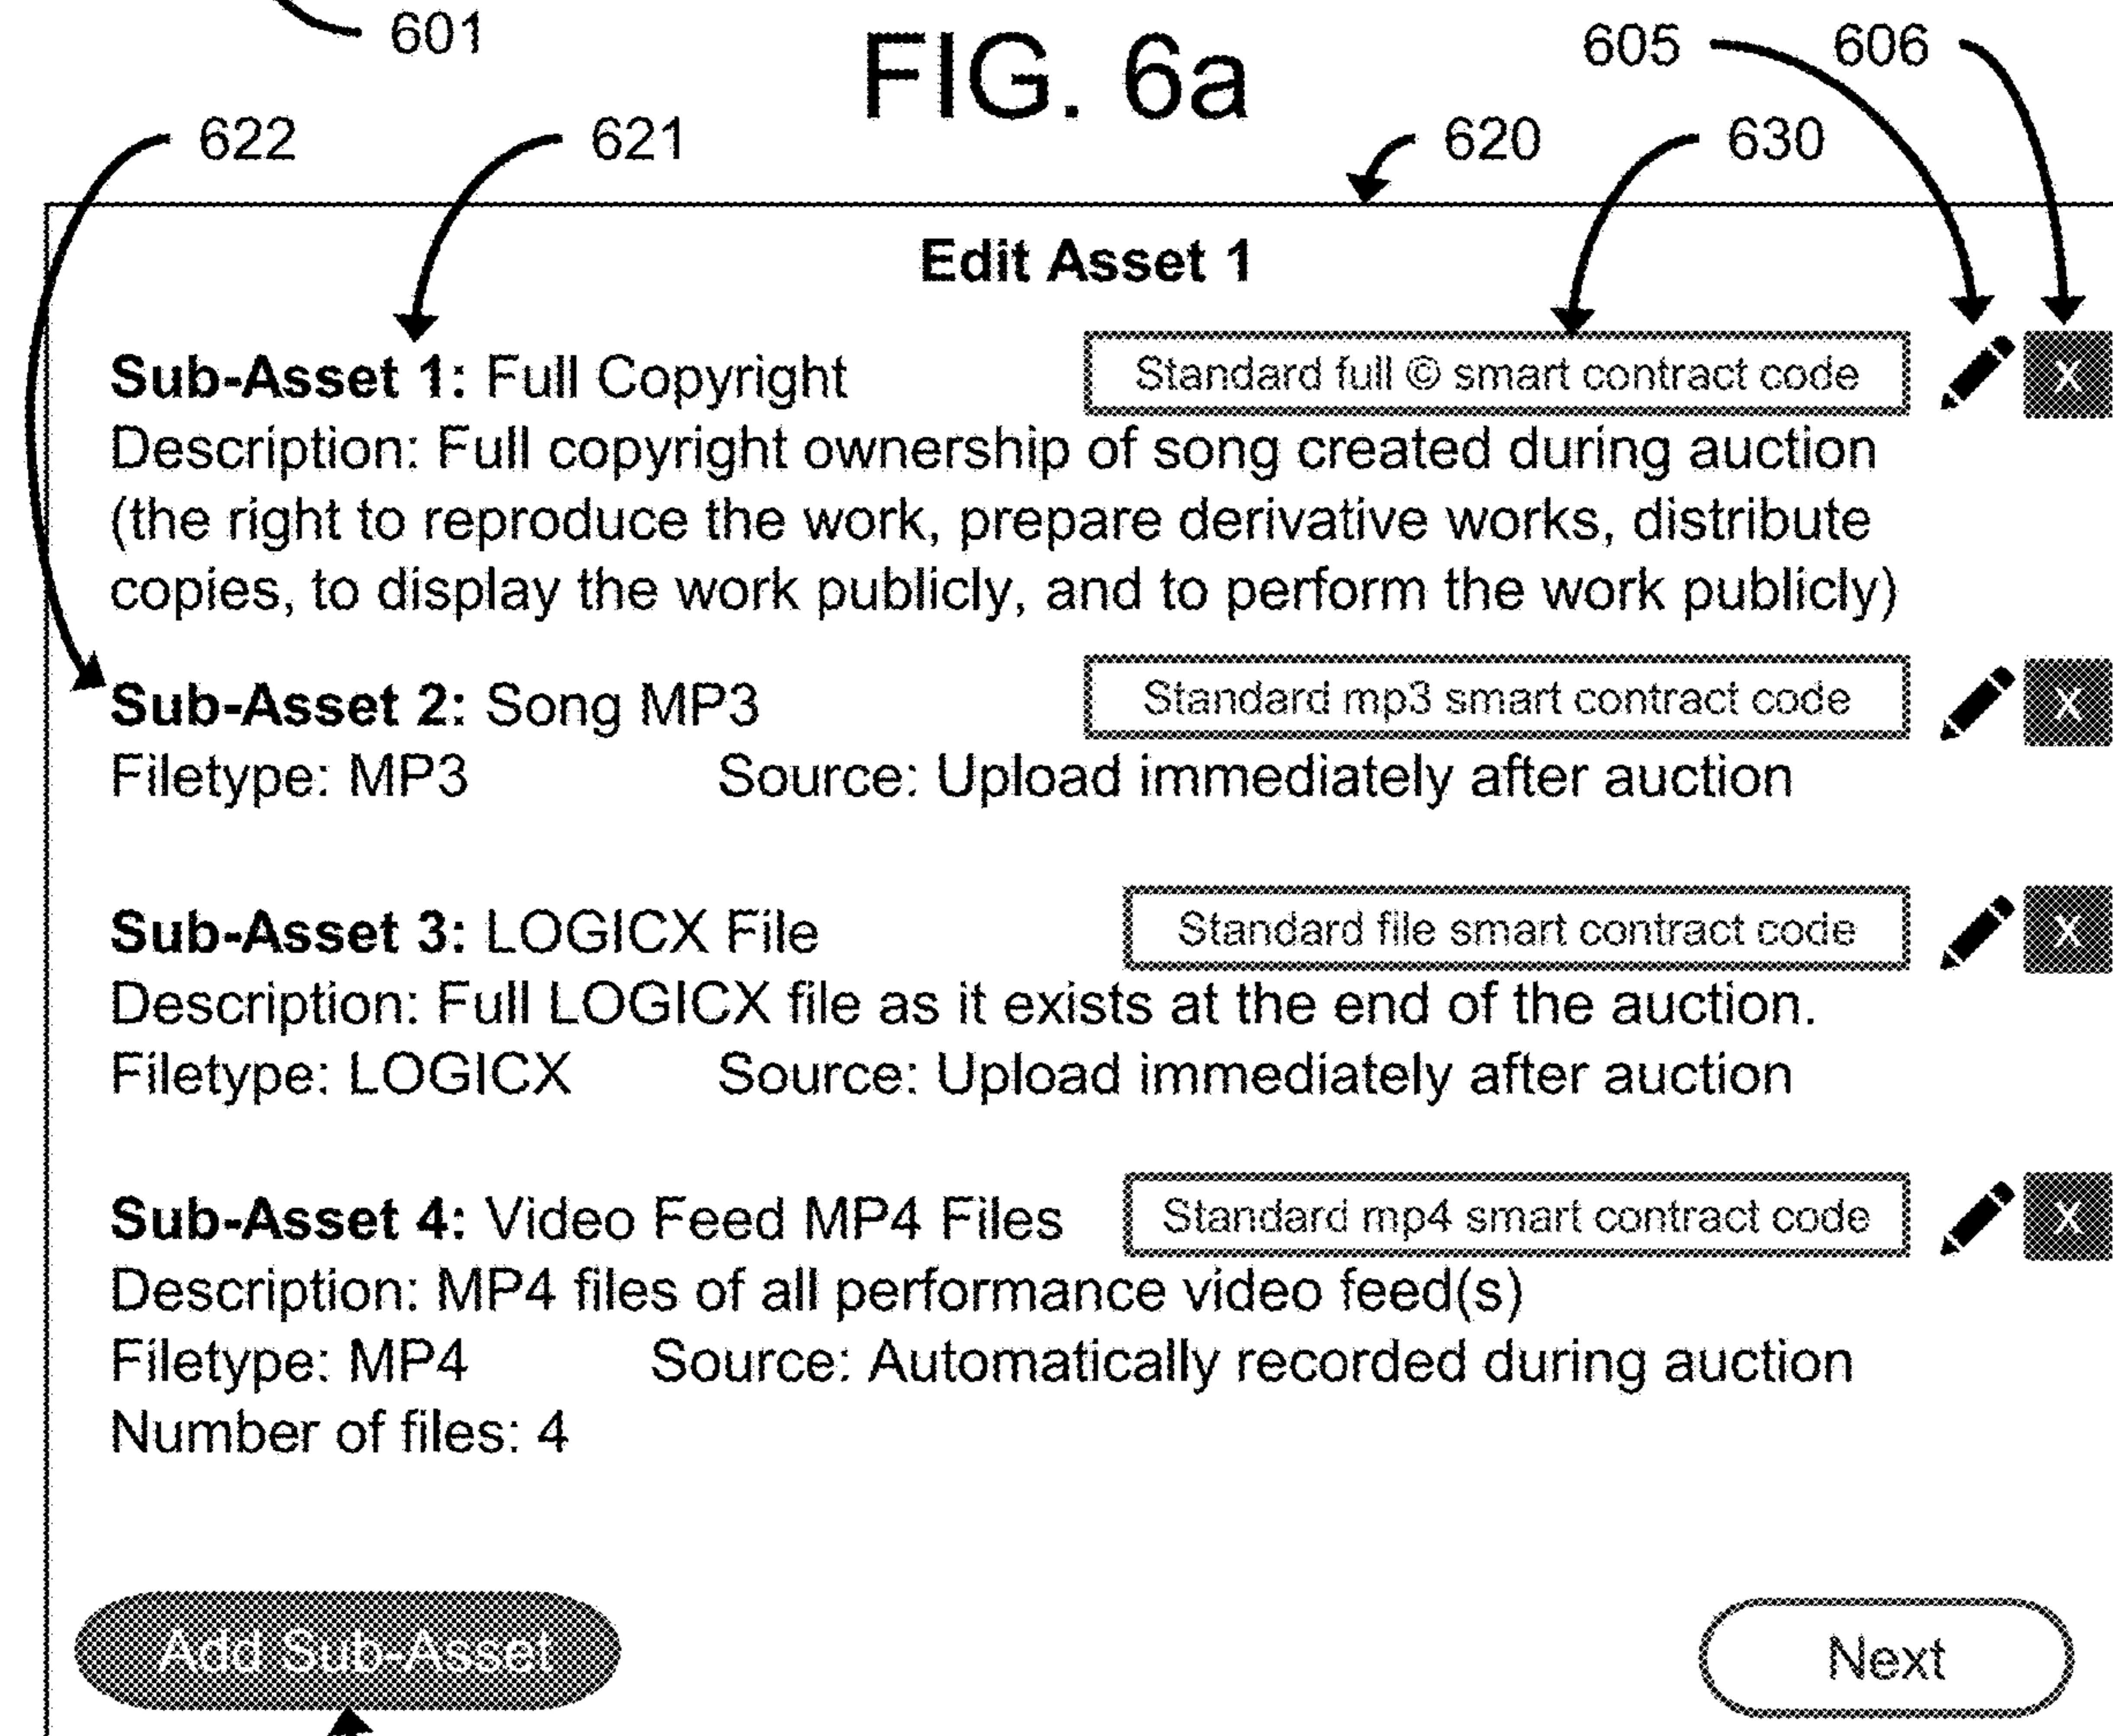 601
FIG. 6a
605
606
622
621
620
630
Edit Asset 1
Sub-Asset 1: Full Copyright
Standard full © smart contract code
X
Description: Full copyright ownership of song created during auction
(the right to reproduce the work, prepare derivative works, distribute
copies, to display the work publicly, and to perform the work publicly)
Sub-Asset 2: Song MP3
Standard mp3 smart contract code
X
Filetype: MP3 Source: Upload immediately after auction
Sub-Asset 3: LOGICX File
Standard file smart contract code
X
Description: Full LOGICX file as it exists at the end of the auction.
Filetype: LOGICX Source: Upload immediately after auction
Sub-Asset 4: Video Feed MP4 Files
Standard mp4 smart contract code
X
Description: MP4 files of all performance video feed(s)
Filetype: MP4 Source: Automatically recorded during auction
Number of files: 4
Add Sub-Asset
Next